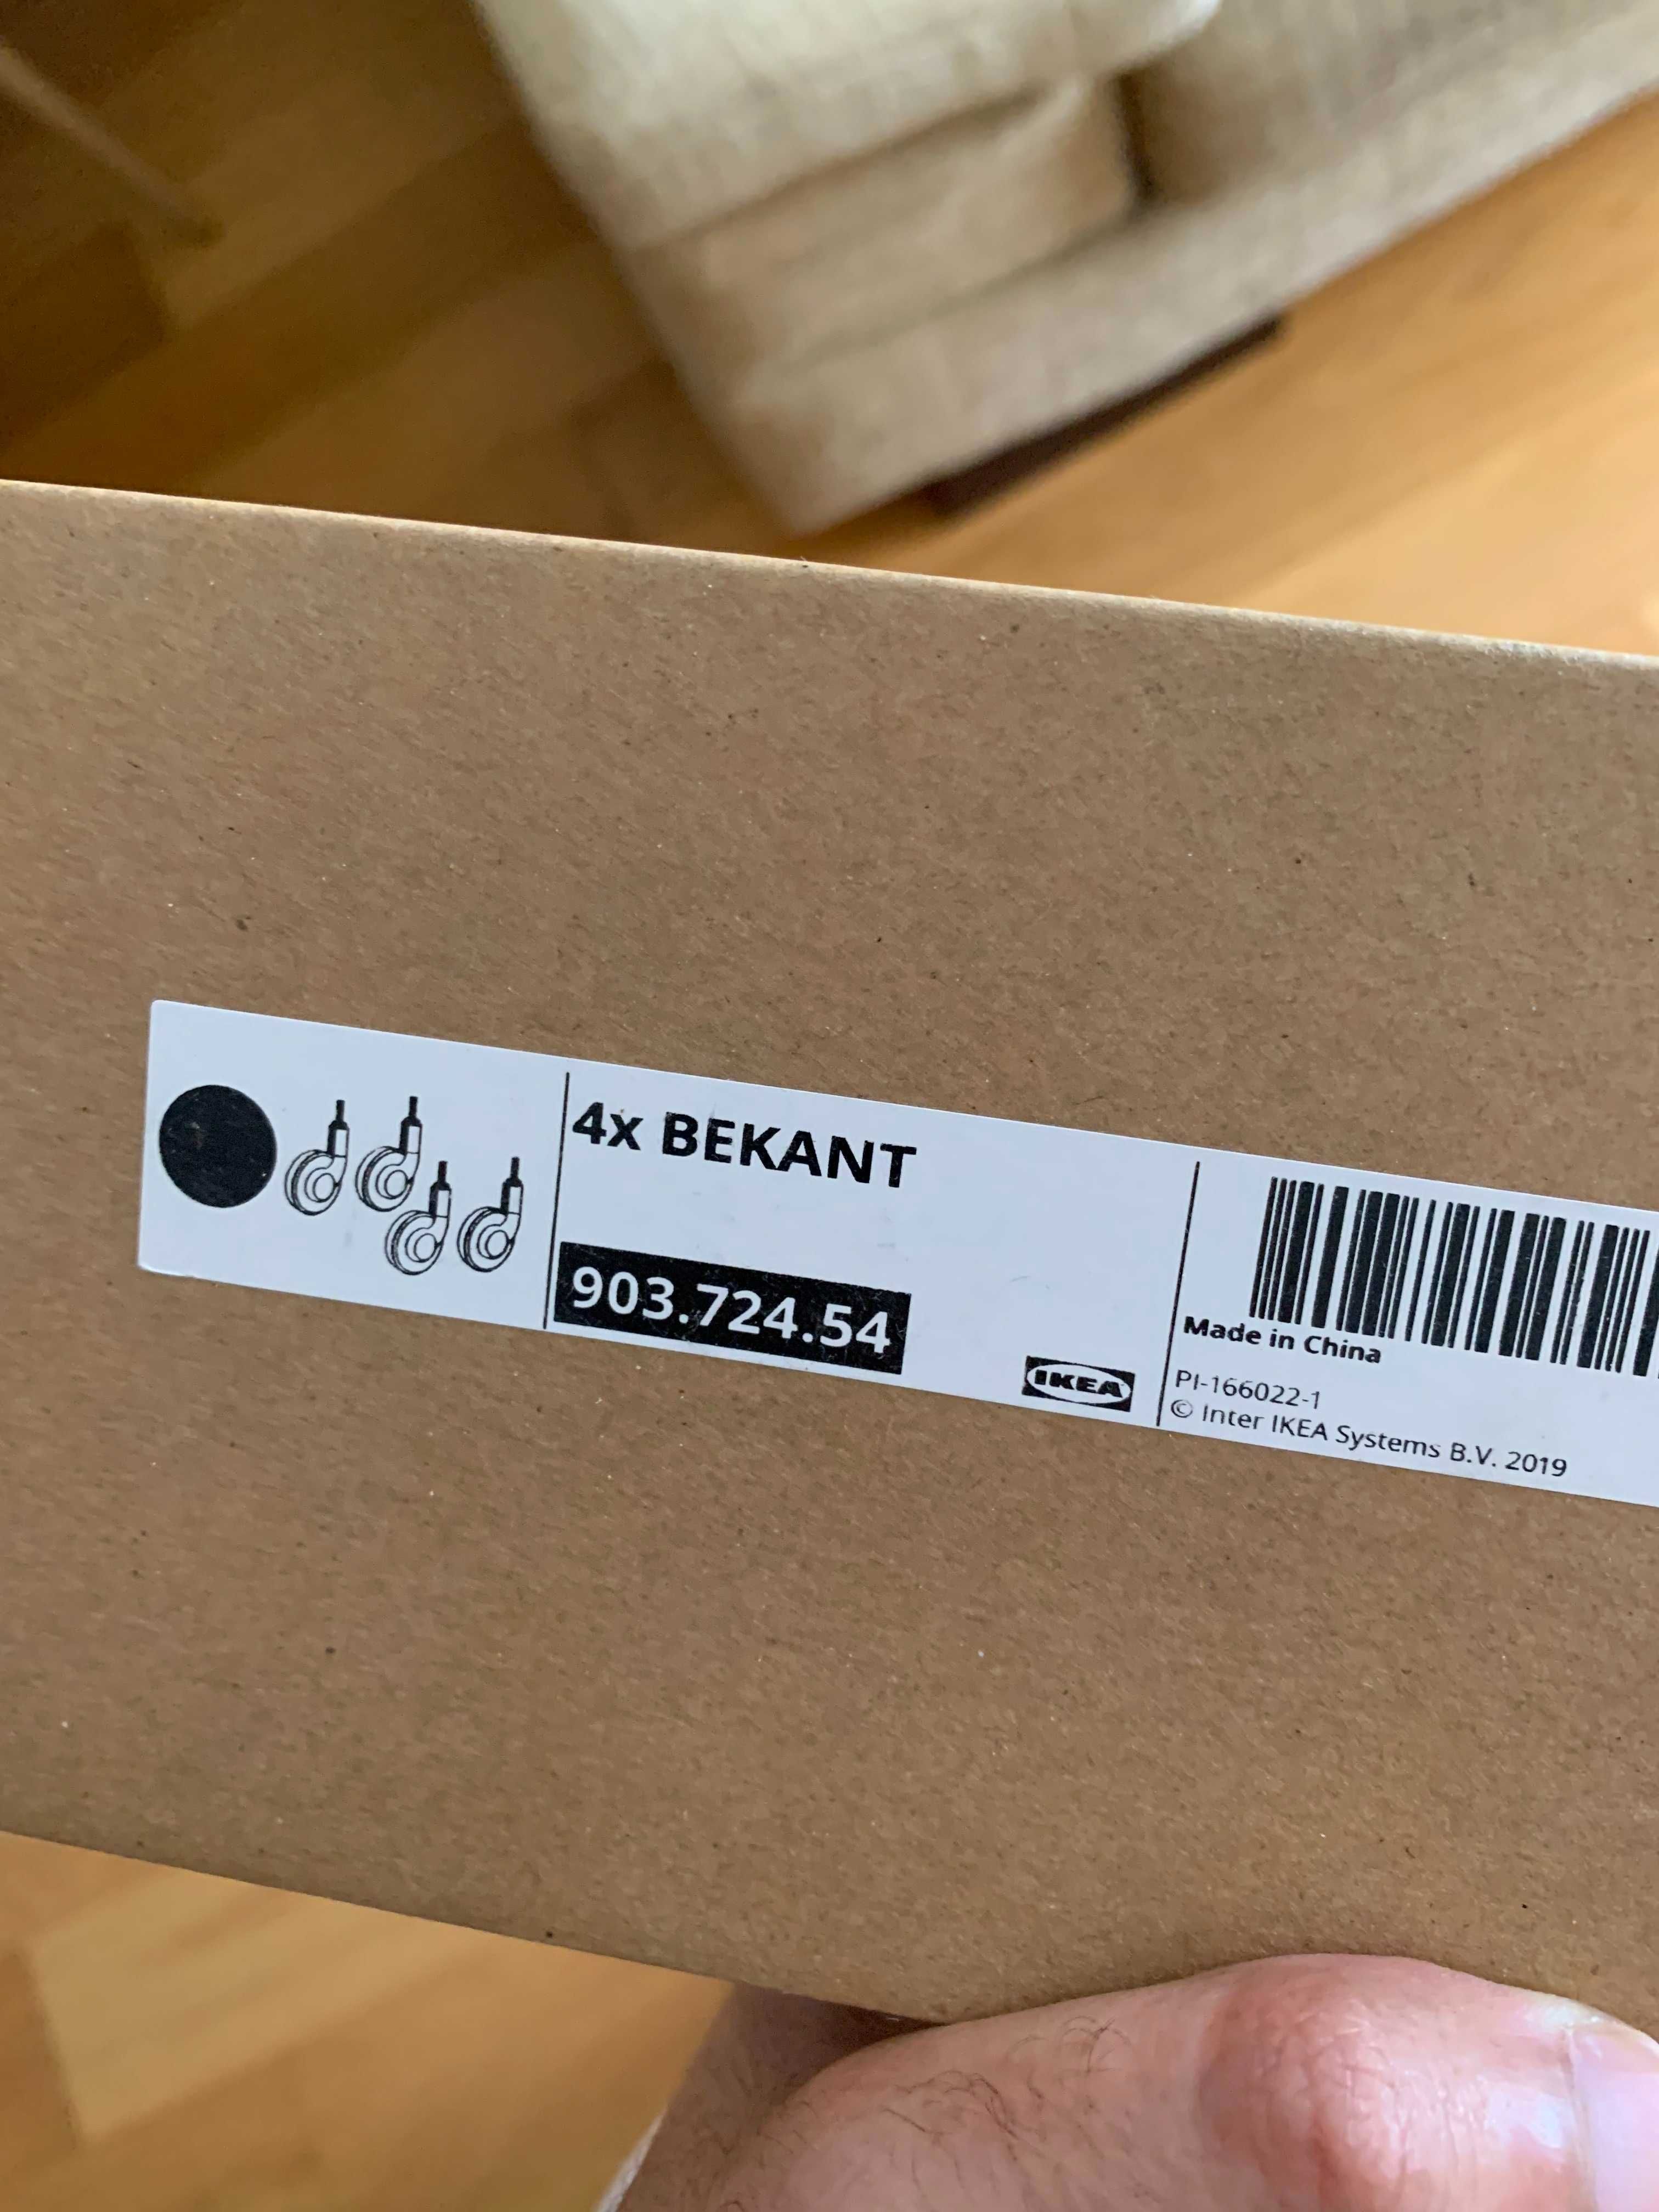 4x BEKANT
903.724.54
IKEA
Made in China
PI-166022-1
© Inter IKEA Systems B.V. 2019